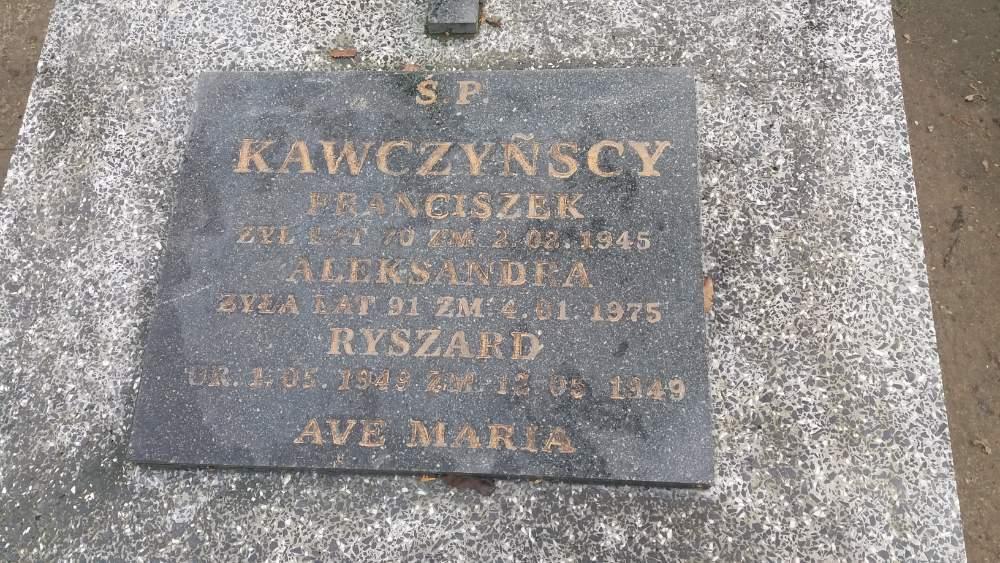 Ś P.
KAWCZYŃSCY
FRANCISZEK
ŻYŁ LAT 70 ZM. 2.02.1945
ALEKSANDRA
ŻYŁA LAT 91 ZM. 4.01.1975
RYSZARD
UR. 1.05.1949 ZM. 12.05.1949
AVE MARIA